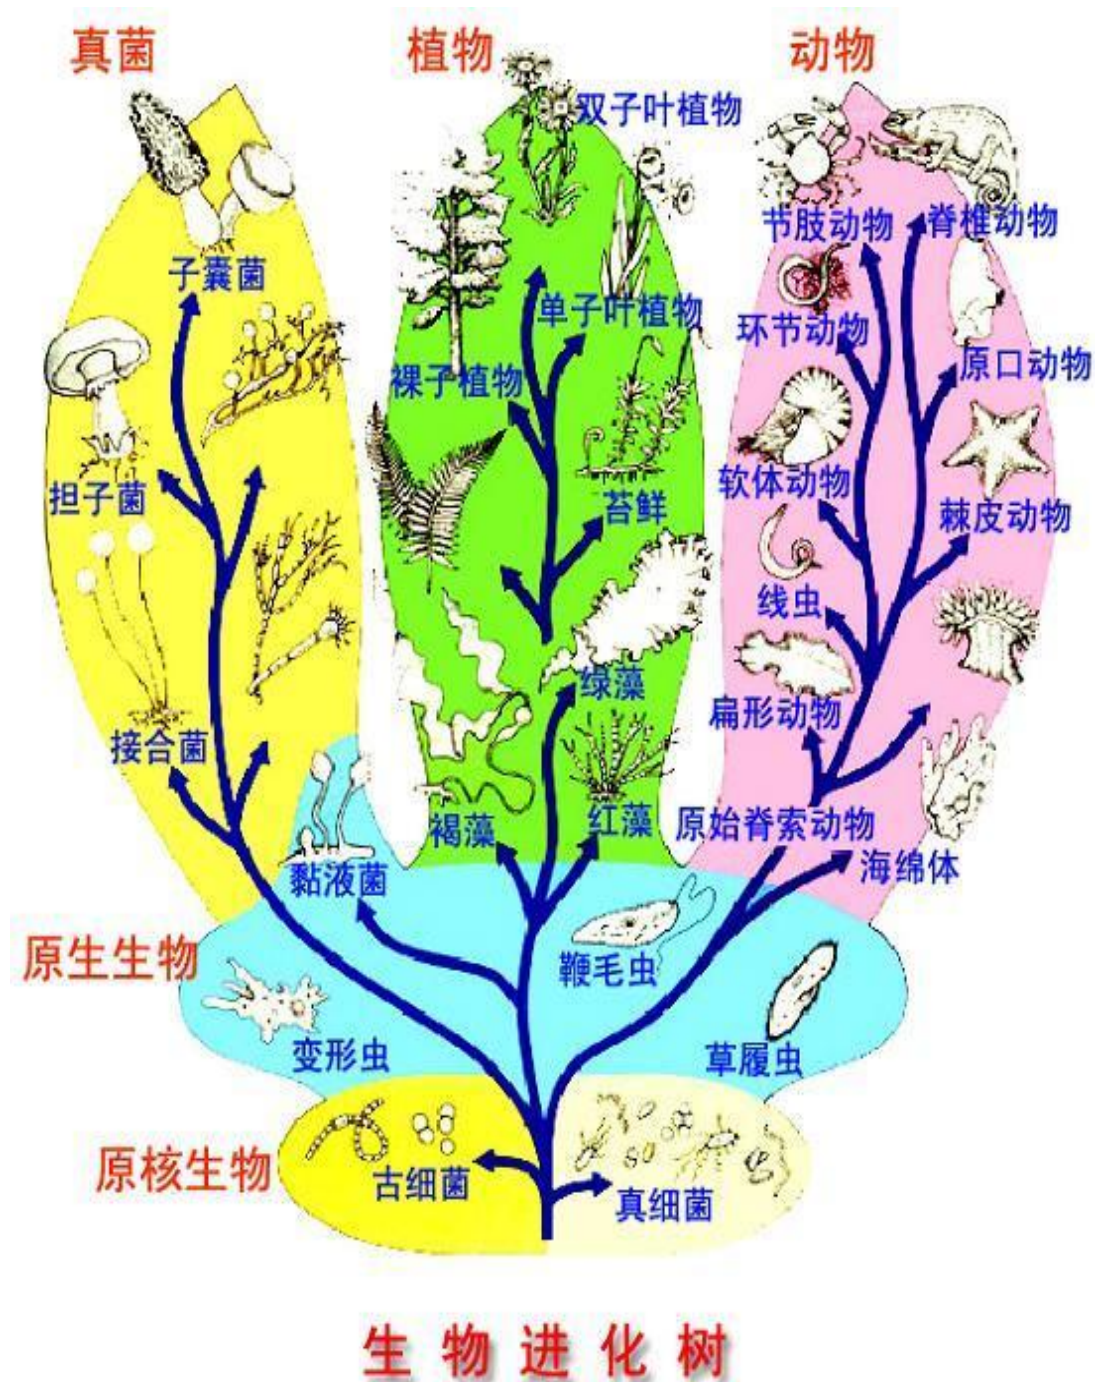 真菌
植物
动物
双子叶植物
节肢动物
脊椎动物
子囊菌
单子叶植物
环节动物
原口动物
裸子植物
担子菌
苔鲜
软体动物
棘皮动物
线虫
绿藻
扁形动物
接合菌
褐藻
红藻
原始脊索动物
黏液菌
海绵体
原生生物
鞭毛虫
变形虫
草履虫
原核生物
古细菌
真细菌
生物进化树